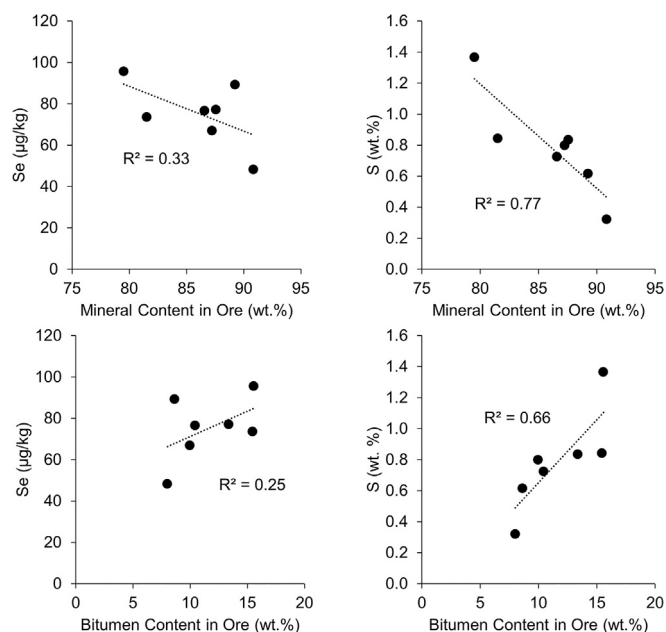 120
100
80
60
40
20
0
Se (µg/kg)
R² = 0.33
75 80 85 90 95
Mineral Content in Ore (wt.%)
1.6
1.4
1.2
1.0
0.8
0.6
0.4
0.2
0.0
S (wt.%)
R² = 0.77
75 80 85 90 95
Mineral Content in Ore (wt.%)
120
100
80
60
40
20
0
Se (µg/kg)
R² = 0.25
0 5 10 15 20
Bitumen Content in Ore (wt.%)
1.6
1.4
1.2
1.0
0.8
0.6
0.4
0.2
0.0
S (wt. %)
R² = 0.66
0 5 10 15 20
Bitumen Content in Ore (wt.%)